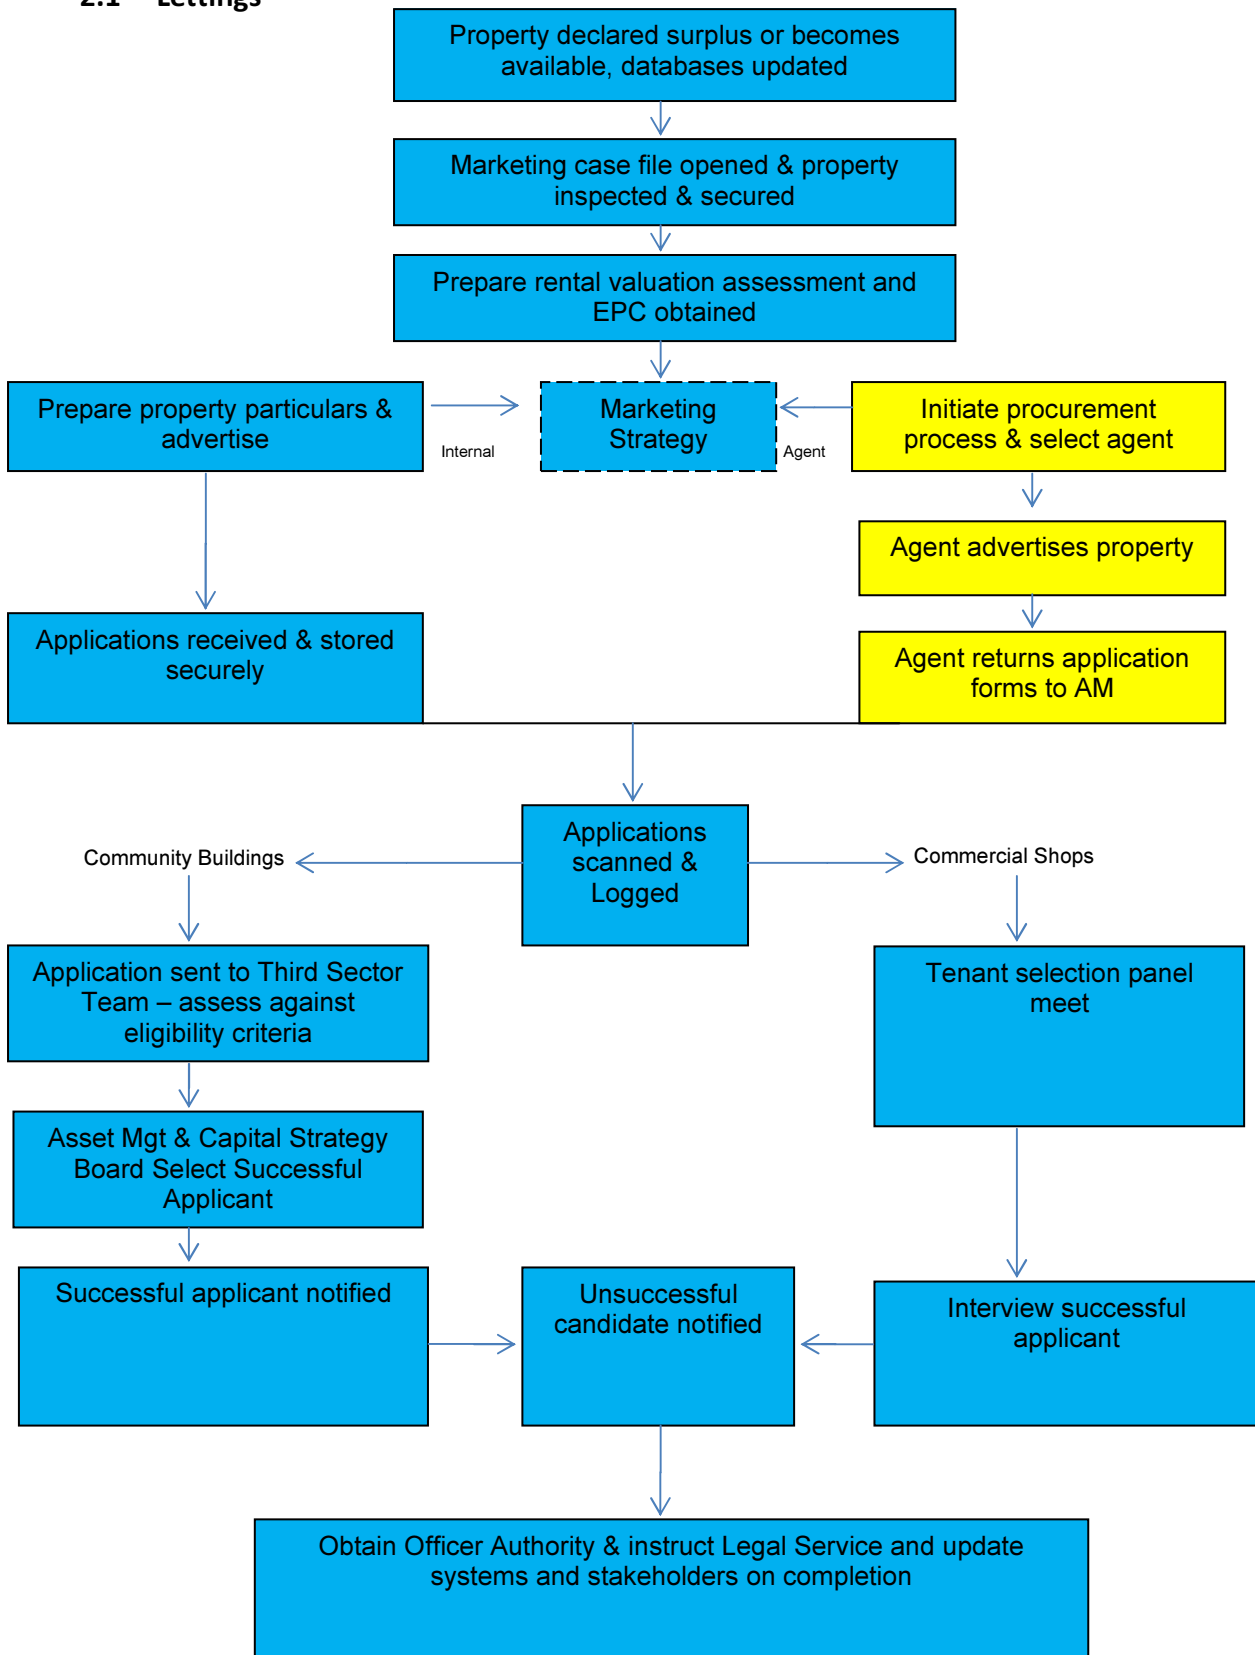 2.1 Lettings
Property declared surplus or becomes
available, databases updated
Marketing case file opened & property
inspected & secured
Prepare rental valuation assessment and
EPC obtained
Prepare property particulars &
advertise
Internal
Marketing
Strategy
Agent
Initiate procurement
process & select agent
Agent advertises property
Applications received & stored
securely
Agent returns application
forms to AM
Applications
scanned &
Logged
Community Buildings
Commercial Shops
Application sent to Third Sector
Team – assess against
eligibility criteria
Tenant selection panel
meet
Asset Mgt & Capital Strategy
Board Select Successful
Applicant
Successful applicant notified
Unsuccessful
candidate notified
Interview successful
applicant
Obtain Officer Authority & instruct Legal Service and update
systems and stakeholders on completion